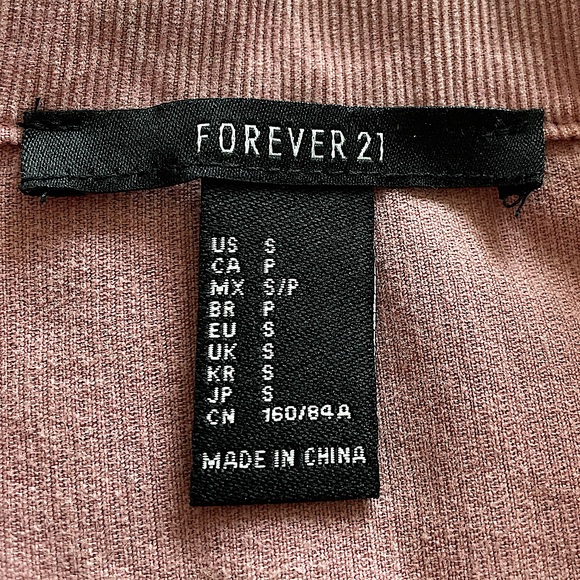 FOREVER 21
US S
CA P
MX S/P
BR P
EU S
UK S
KR S
JP S
CN 160/84A
MADE IN CHINA